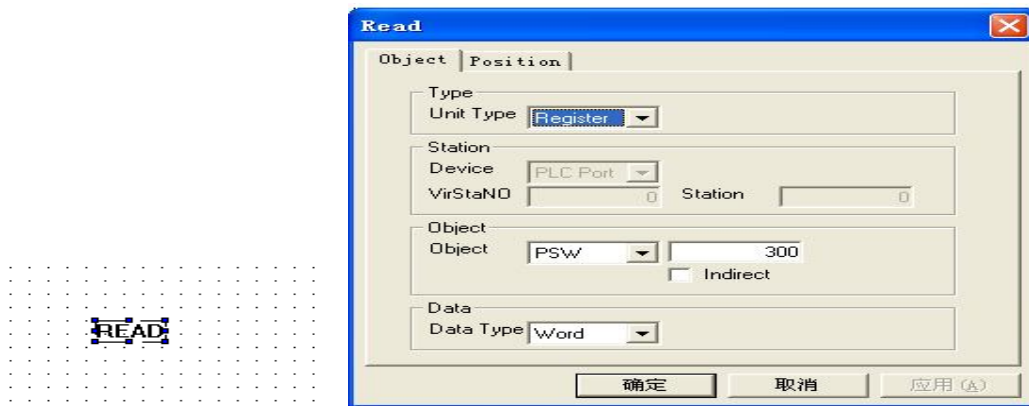 Read
Object Position
Type
Unit Type Register
Station
Device PLC Port
VirStaNO 0 Station 0
Object
Object PSW 300
Indirect
Data
Data Type Word
确定 取消 应用(A)
READ